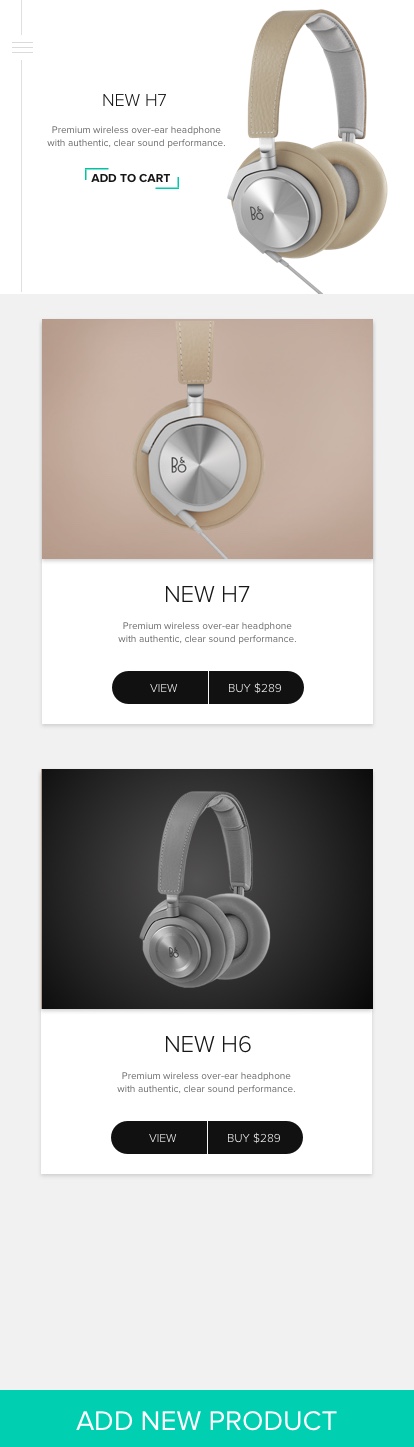 NEW H7
Premium wireless over-ear headphone
with authentic, clear sound performance.
ADD TO CART
B&O
B&O
NEW H7
Premium wireless over-ear headphone
with authentic, clear sound performance.
VIEW
BUY $289
B&O
NEW H6
Premium wireless over-ear headphone
with authentic, clear sound performance.
VIEW
BUY $289
ADD NEW PRODUCT